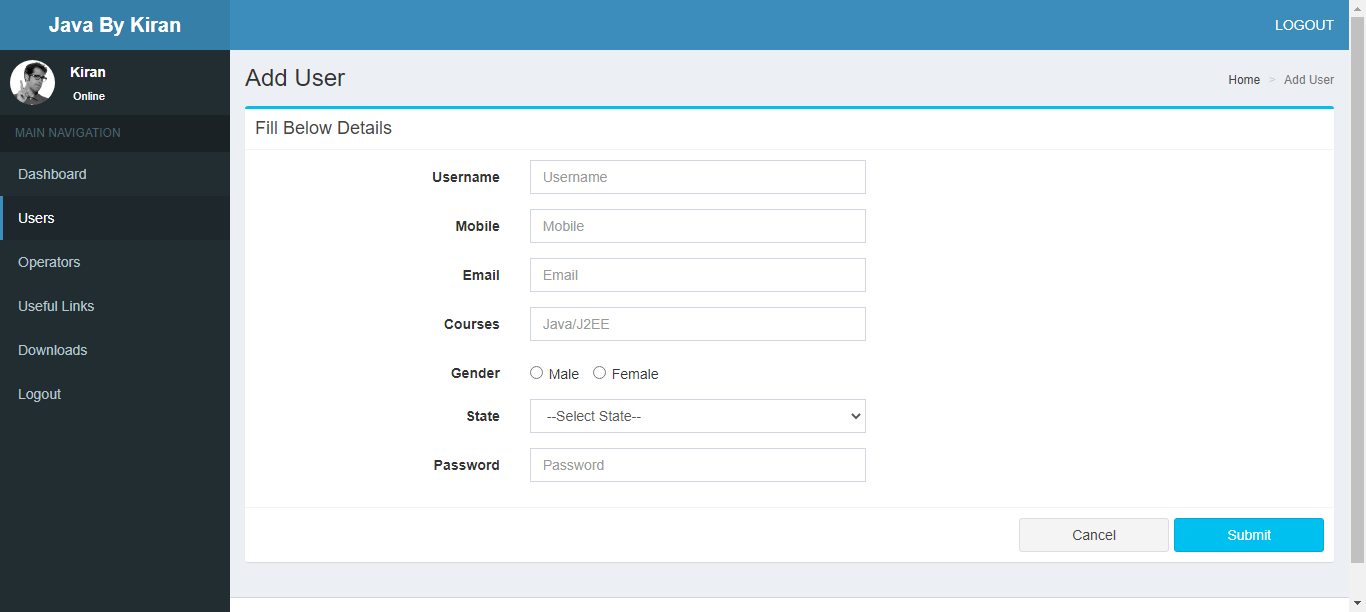 Java By Kiran
LOGOUT
Kiran
Online
MAIN NAVIGATION
Dashboard
Users
Operators
Useful Links
Downloads
Logout
Add User
Home > Add User
Fill Below Details
Username Username
Mobile Mobile
Email Email
Courses Java/J2EE
Gender Male Female
State --Select State--
Password Password
Cancel Submit